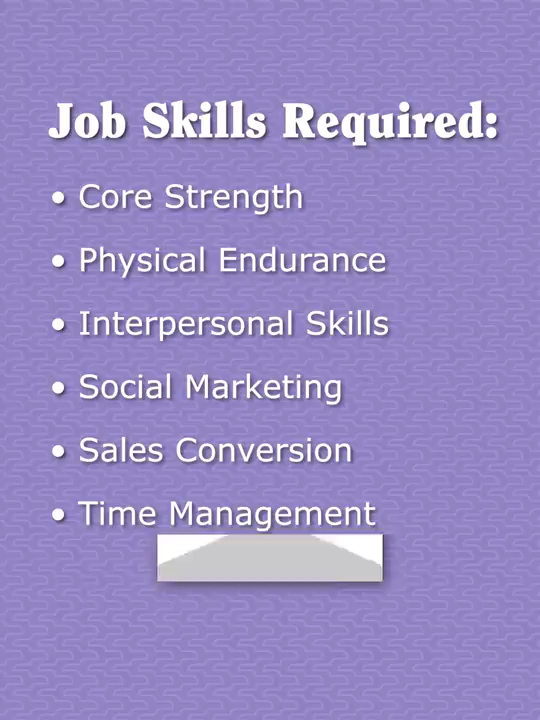 Job Skills Required:
• Core Strength
• Physical Endurance
• Interpersonal Skills
• Social Marketing
• Sales Conversion
• Time Management